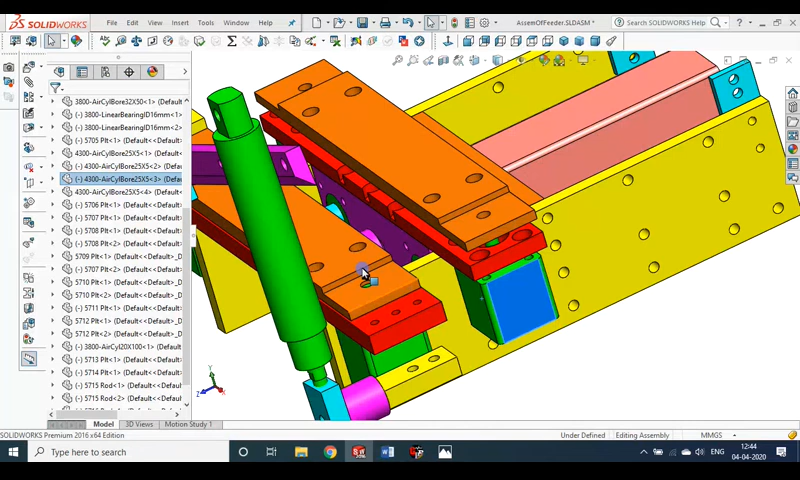 SOLIDWORKS File Edit View Insert Tools Window AssemOfFeeder.SLDASM * Search SOLIDWORKS Help
3800-AirCylBore32X50<1> (Default
(-) 3800-LinearBearingID16mm<1>
(-) 3800-LinearBearingID16mm<2>
(-) 5705 Plt<1> (Default<<Default
4300-AirCylBore25X5<1> (Default
(-) 4300-AirCylBore25X5<2> (Defa
(-) 4300-AirCylBore25X5<3> (Defa
4300-AirCylBore25X5<4> (Default
(-) 5706 Plt<1> (Default<<Default
(-) 5707 Plt<1> (Default<<Default
(-) 5708 Plt<1> (Default<<Default
(-) 5708 Plt<2> (Default<<Default
5709 Plt<1> (Default<<Default>_D
(-) 5707 Plt<2> (Default<<Default
5710 Plt<1> (Default<<Default>_D
5710 Plt<2> (Default<<Default>_D
(-) 5711 Plt<1> (Default<<Default
5712 Plt<1> (Default<<Default>_D
5712 Plt<2> (Default<<Default>_D
(-) 3800-AirCyl20X100<1> (Defaul
(-) 5713 Plt<1> (Default<<Default
(-) 5714 Plt<1> (Default<<Default
(-) 5715 Rod<1> (Default<<Defau
(-) 5715 Rod<2> (Default<<Defau
Model 3D Views Motion Study 1
SOLIDWORKS Premium 2016 x64 Edition Under Defined Editing Assembly MMGS
Type here to search ENG 12:44
04-04-2020